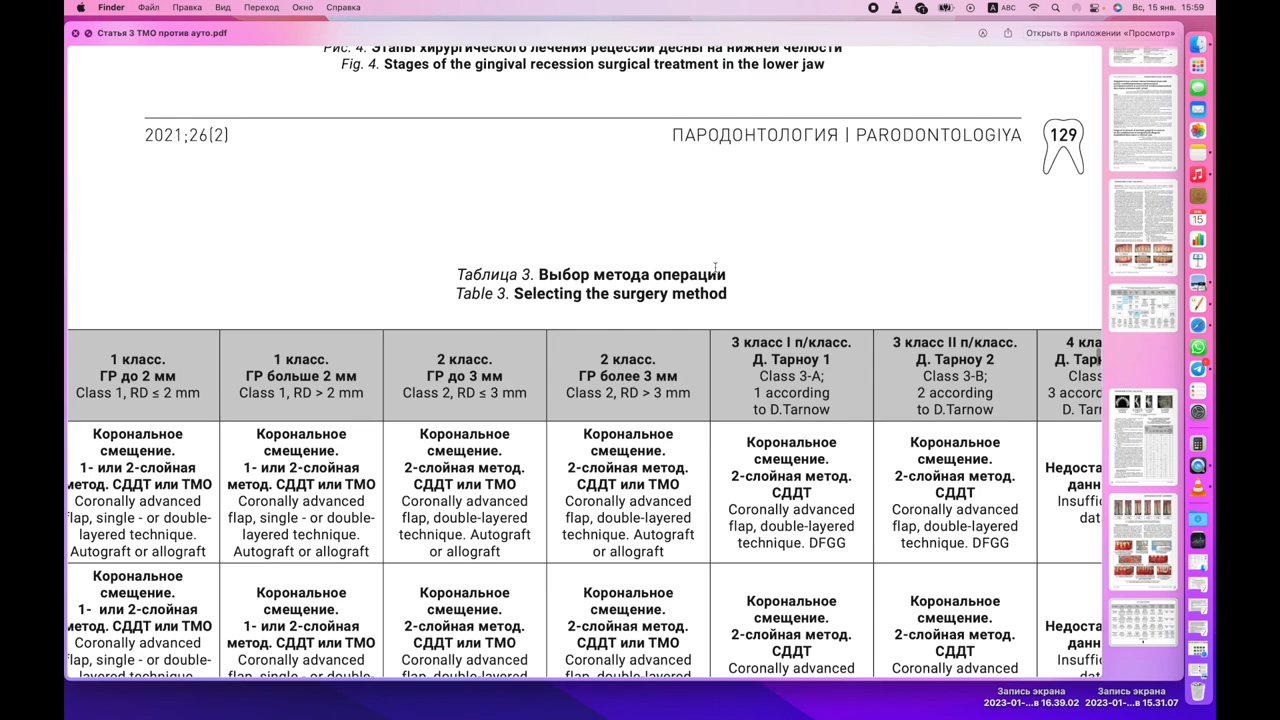 Finder Файл Правка Вид Переход Окно Справка
ABC Вс, 15 янв. 15:59
Статья 3 ТМО против ауто.pdf
Открыть в приложении «Просмотр»
Рис. 4. Этапы хирургического лечения рецессии десны на нижней челюсти
gingival recession surgical treatment in the lower jaw
2021;26(2)
ПАРОДОНТОЛОГИЯ | PARODONTOLOGIYA 129
Таблица 3. Выбор метода операции
Table 3. Selecting the surgery method
1 класс.
ГР до 2 мм
Class 1, RD ≤ 2 mm
1 класс.
ГР больше 2 мм
Class 1, RD > 2 mm
2 класс.
ГР до 3 мм
Class 2, RD ≤ 3 mm
2 класс.
ГР более 3 мм
Class 2, RD > 3 mm
3 класс I п/класс.
Д. Тарноу 1
Class 3-A;
1 according
to D.Tarnow
3 класс II п/класс.
Д. Тарноу 2
Class 3-B;
2 according
to D.Tarnow
4 кла
Д. Тарн
Class
3 accor
D. Tarn
Корональное
смещение.
1- или 2-слойная
метод. СДДТ или ТМО
Coronally advanced
flap, single - or double-
layered technique.
Autograft or allograft
Корональное
смещение.
1- или 2-слойная
метод. СДДТ или ТМО
Coronally advanced
flap, single - or double-
layered technique.
Autograft or allograft
Корональное
смещение.
2-слойная метод.
СДДТ или ТМО
Coronally advanced
flap, double-layered
technique. Autograft
or allograft
Корональное
смещение.
2-слойная метод.
СДДТ или ТМО
Coronally advanced
flap, double-layered
technique. Autograft
or allograft
Корональное
смещение.
2-слойная метод.
СДДТ
Coronally advanced
flap, double-layered
technique. DFGG
Корональное
смещение.
2-слойная метод.
СДДТ
Coronally advanced
flap, double-layered
technique. DFGG
Недоста
данн
Insuffic
dat
Корональное
смещение.
1- или 2-слойная
метод. СДДТ или ТМО
Coronally advanced
flap, single - or double-
layered technique.
Корональное
смещение.
1- или 2-слойная
метод. СДДТ или ТМО
Coronally advanced
flap, single - or double-
Корональное
смещение.
2-слойная метод.
СДДТ или ТМО
Coronally advanced
flap, double-layered
Корональное
смещение.
2-слойная метод.
СДДТ или ТМО
Coronally advanced
flap, double-layered
Корональное
смещение.
2-слойная метод.
СДДТ
Coronally advanced
Корональное
смещение.
2-слойная метод.
СДДТ
Coronally advanced
Недоста
данн
Insuffic
Запись экрана
2023-01-...в 16.39.02
Запись экрана
2023-01-...в 15.31.07